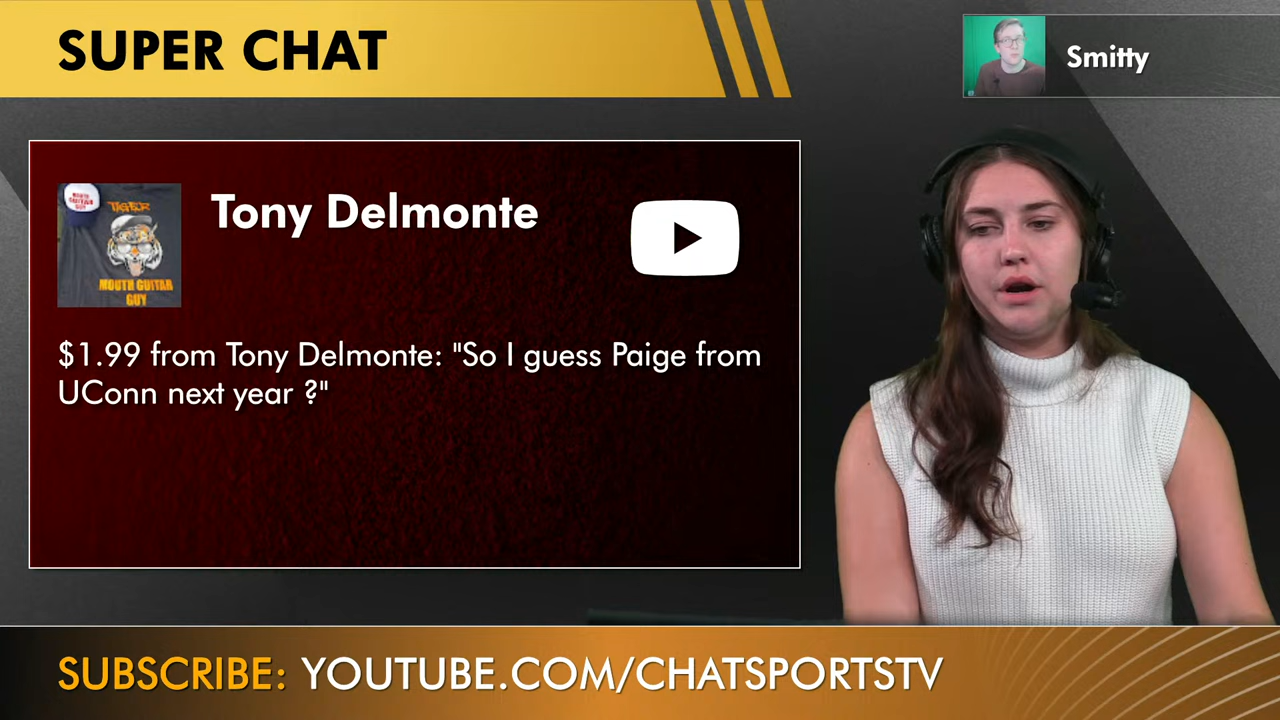 SUPER CHAT
Smitty
Tony Delmonte
TIGER
MOUTH GUITAR
GUY
$1.99 from Tony Delmonte: "So I guess Paige from
UConn next year ?"
SUBSCRIBE: YOUTUBE.COM/CHATSPORTSTV